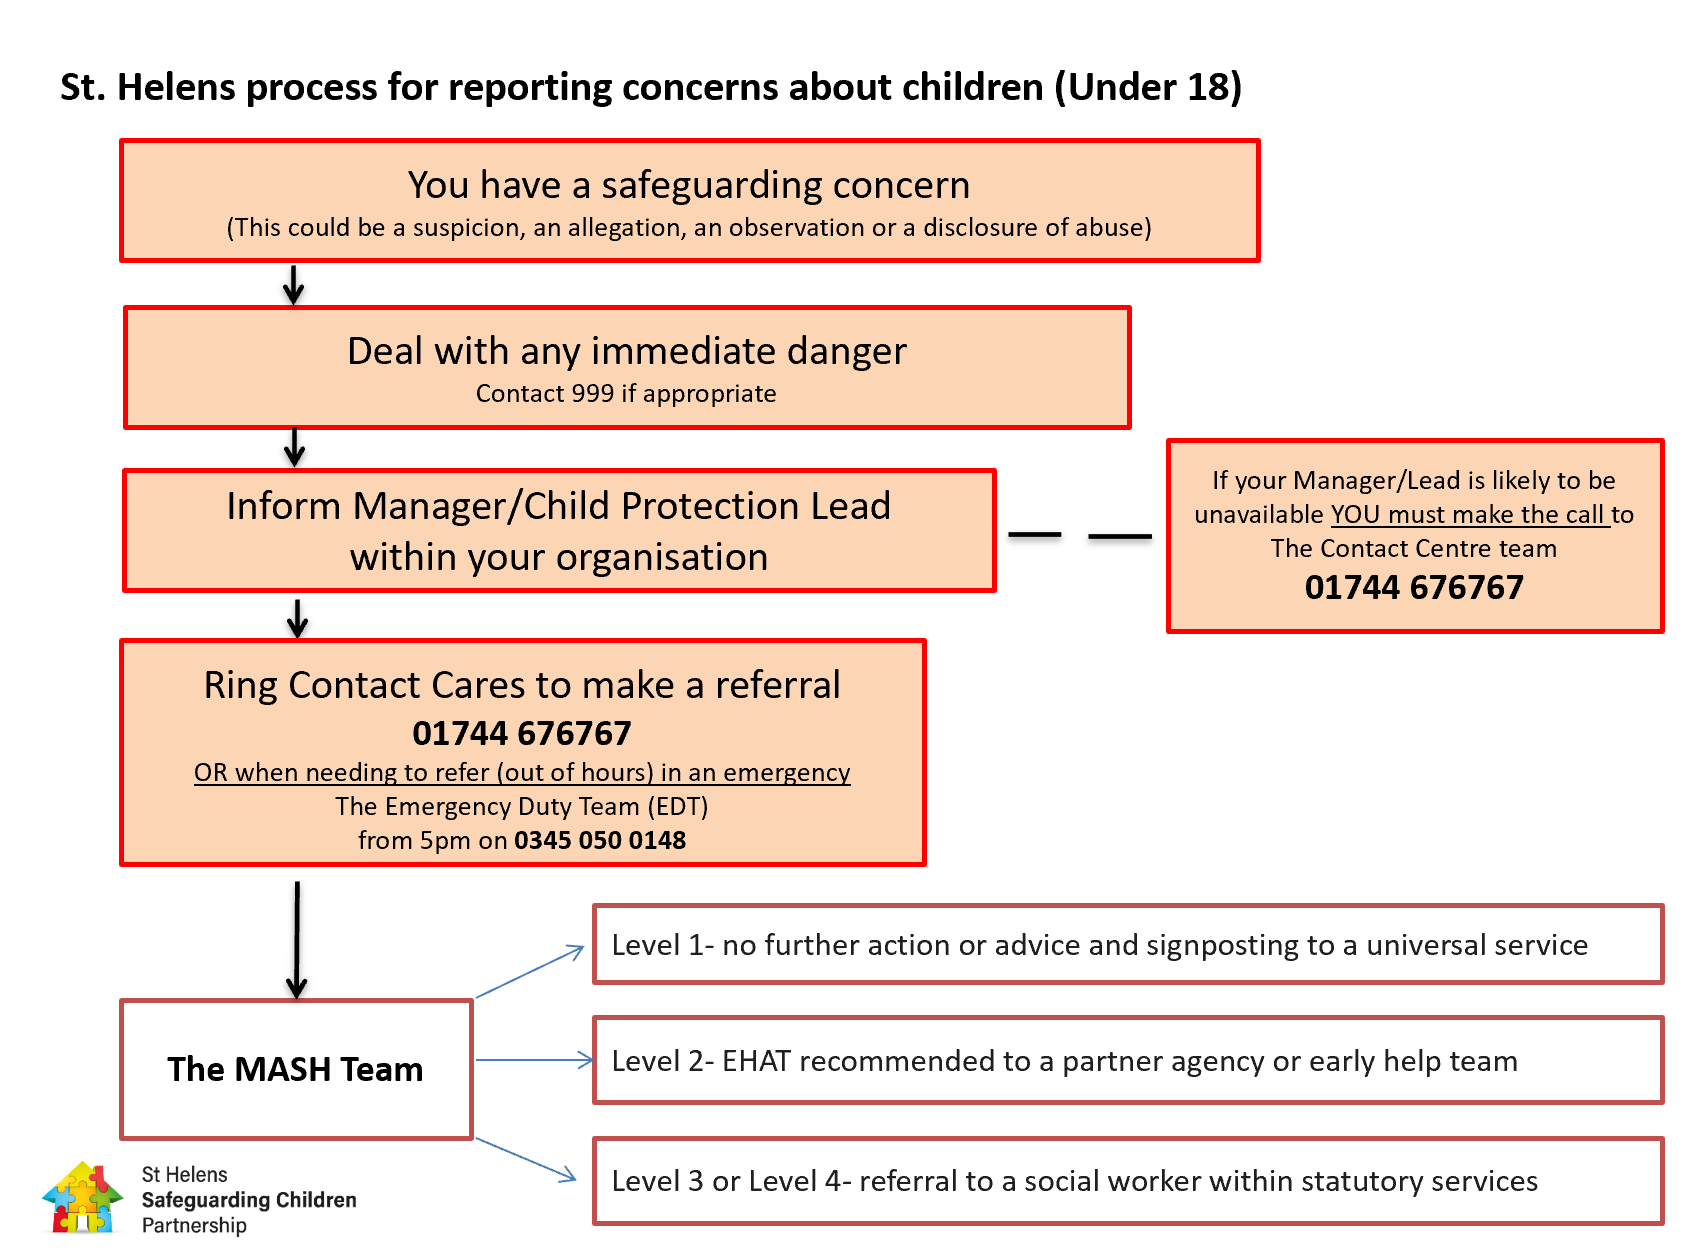 St. Helens process for reporting concerns about children (Under 18)
You have a safeguarding concern
(This could be a suspicion, an allegation, an observation or a disclosure of abuse)
Deal with any immediate danger
Contact 999 if appropriate
Inform Manager/Child Protection Lead
within your organisation
If your Manager/Lead is likely to be
unavailable YOU must make the call to
The Contact Centre team
01744 676767
Ring Contact Cares to make a referral
01744 676767
OR when needing to refer (out of hours) in an emergency
The Emergency Duty Team (EDT)
from 5pm on 0345 050 0148
The MASH Team
Level 1- no further action or advice and signposting to a universal service
Level 2- EHAT recommended to a partner agency or early help team
Level 3 or Level 4- referral to a social worker within statutory services
St Helens
Safeguarding Children
Partnership